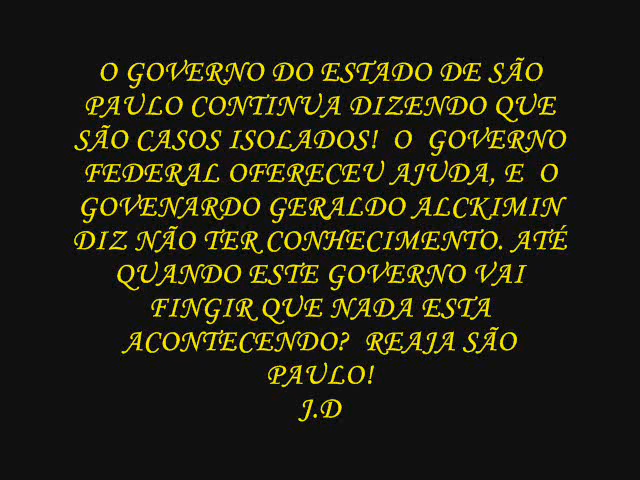 O GOVERNO DO ESTADO DE SÃO
PAULO CONTINUA DIZENDO QUE
SÃO CASOS ISOLADOS! O GOVERNO
FEDERAL OFERECEU AJUDA, E O
GOVENARDO GERALDO ALCKIMIN
DIZ NÃO TER CONHECIMENTO. ATÉ
QUANDO ESTE GOVERNO VAI
FINGIR QUE NADA ESTA
ACONTECENDO? REAJA SÃO
PAULO!
J.D